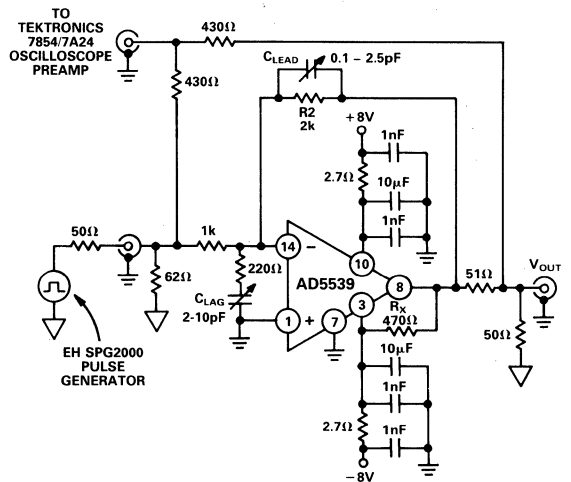 TO
TEKTRONICS
7854/7A24
OSCILLOSCOPE
PREAMP
430Ω
430Ω
CLEAD
0.1 – 2.5pF
R2
2k
+8V
1nF
2.7Ω
10μF
1nF
50Ω
1k
14
–
10
VOUT
62Ω
220Ω
AD5539
8
51Ω
CLAG
2-10pF
3
RX
470Ω
1
+
7
50Ω
EH SPG2000
PULSE
GENERATOR
10μF
1nF
2.7Ω
1nF
–8V